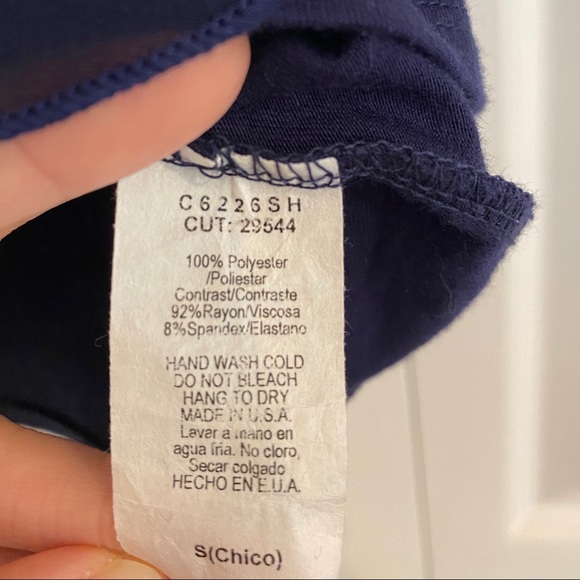 C6226SH
CUT: 29544
100% Polyester
/Poliester
Contrast/Contraste
92%Rayon/Viscosa
8%Spandex/Elastano
HAND WASH COLD
DO NOT BLEACH
HANG TO DRY
MADE IN U.S.A.
Lavar a mano en
agua fria. No cloro,
Secar colgado
HECHO EN E.U.A.
S(Chico)